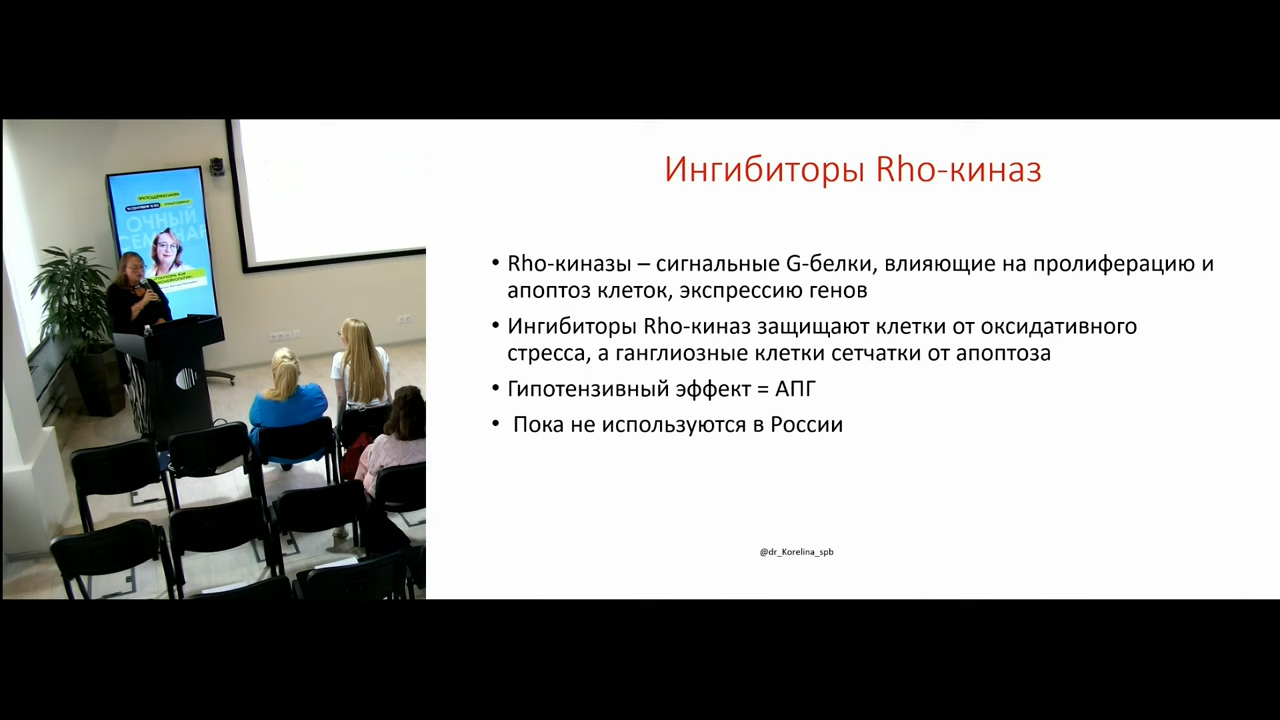 ОЧНЫЙ
Ингибиторы Rho-киназ
• Rho-киназы – сигнальные G-белки, влияющие на пролиферацию и
апоптоз клеток, экспрессию генов
• Ингибиторы Rho-киназ защищают клетки от оксидативного
стресса, а ганглиозные клетки сетчатки от апоптоза
• Гипотензивный эффект = АПГ
• Пока не используются в России
@dr_Korelina_spb